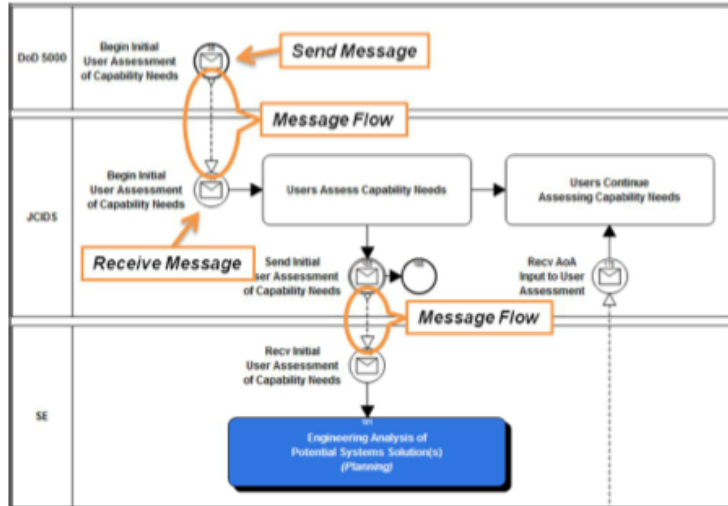 DoD 5000
Begin Initial
User Assessment
of Capability Needs
Send Message
Message Flow
JCIDS
Begin Initial
User Assessment
of Capability Needs
Users Assess Capability Needs
Users Continue
Assessing Capability Needs
Receive Message
Send Initial
User Assessment
of Capability Needs
Recv AoA
Input to User
Assessment
Message Flow
SE
Recv Initial
User Assessment
of Capability Needs
Engineering Analysis of
Potential Systems Solution(s)
(Planning)